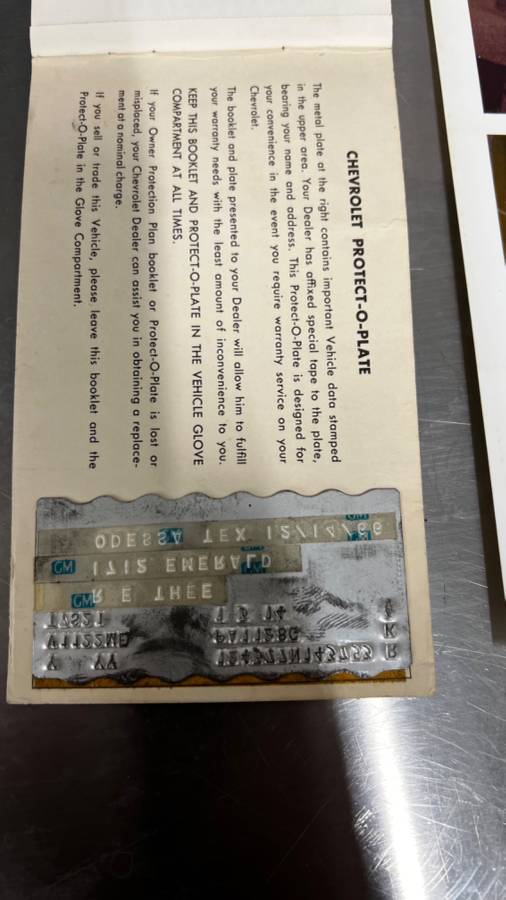 CHEVROLET PROTECT-O-PLATE
The metal plate at the right contains important Vehicle data stamped
in the upper area. Your Dealer has affixed special tape to the plate,
bearing your name and address. This Protect-O-Plate is designed for
your convenience in the event you require warranty service on your
Chevrolet.
The booklet and plate presented to your Dealer will allow him to fulfill
your warranty needs with the least amount of inconvenience to you.
KEEP THIS BOOKLET AND PROTECT-O-PLATE IN THE VEHICLE GLOVE
COMPARTMENT AT ALL TIMES.
If your Owner Protection Plan booklet or Protect-O-Plate is lost or
misplaced, your Chevrolet Dealer can assist you in obtaining a replace-
ment at a nominal charge.
If you sell or trade this Vehicle, please leave this booklet and the
Protect-O-Plate in the Glove Compartment.
ODESSA TEX 12/14/66
GM 1712 EMERALD
GM R E THEE